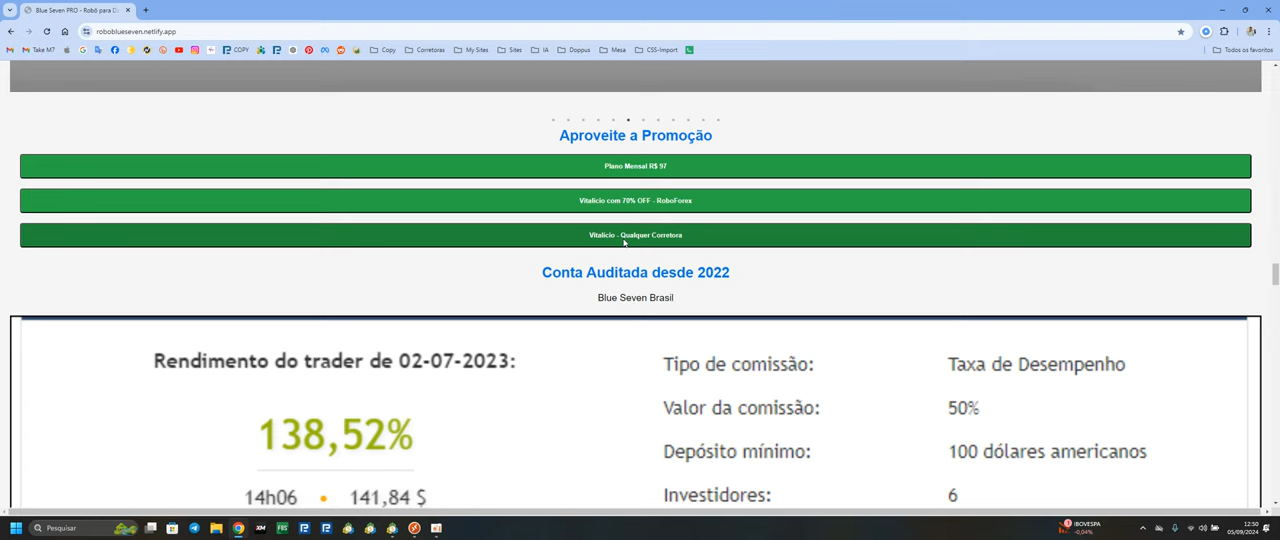 Blue Seven PRO - Robô para D
roboblueseven.netlify.app
Take M7
COPY
Copy
Corretoras
My Sites
Sites
IA
Doppus
Mesa
CSS-Import
Todos os favoritos
Aproveite a Promoção
Plano Mensal R$ 97
Vitalício com 70% OFF - RoboForex
Vitalício - Qualquer Corretora
Conta Auditada desde 2022
Blue Seven Brasil
Rendimento do trader de 02-07-2023:
138,52%
14h06 • 141,84 $
Tipo de comissão: Taxa de Desempenho
Valor da comissão: 50%
Depósito mínimo: 100 dólares americanos
Investidores: 6
Pesquisar
XM
FBS
IBOVESPA
-0,04%
12:30
05/09/2024